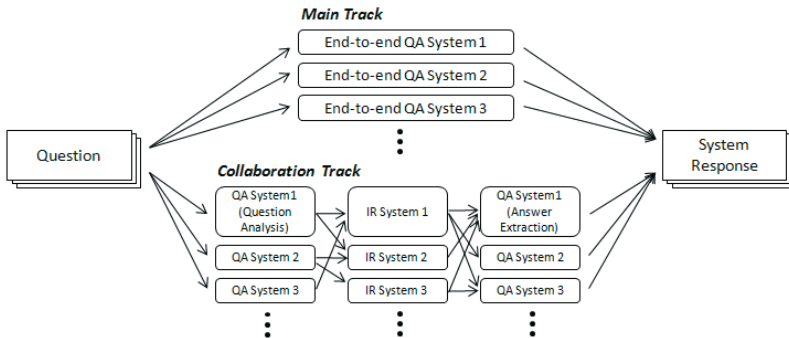 Main Track
End-to-end QA System 1
End-to-end QA System 2
End-to-end QA System 3
Question
System
Response
Collaboration Track
QA System1
(Question
Analysis)
IR System 1
QA System1
(Answer
Extraction)
QA System 2
IR System 2
QA System 2
QA System 3
IR System 3
QA System 3